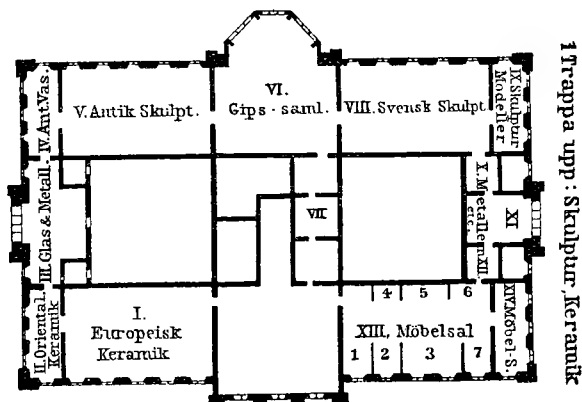 VI.
Gips-saml.
IV. Ant. Vas.
V. Antik Skulpt.
VIII. Svensk Skulpt.
IX. Skulptur
Modeller
III. Glas & Metall.
VII
X. Metaller
etc.
XI
XII
II. Oriental.
Keramik
I.
Europeisk
Keramik
4 5 6
XIII, Möbelsal
1 2 3 7
XIV. Möbel-S.
1 Trappa upp: Skulptur, Keramik